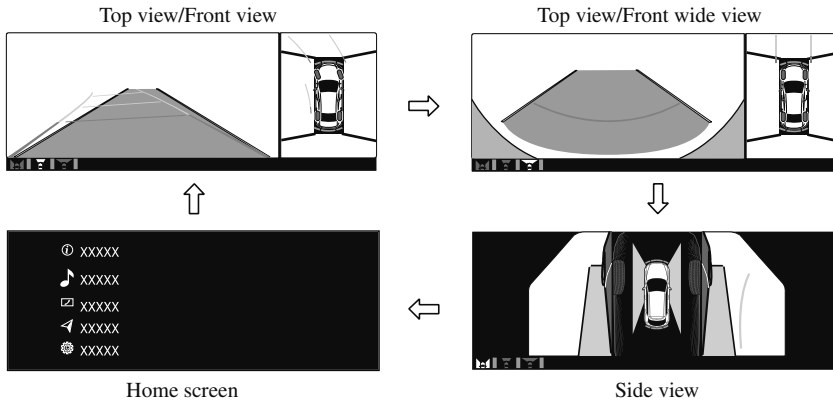 Top view/Front view
Top view/Front wide view
XXXXX
XXXXX
XXXXX
XXXXX
XXXXX
Home screen
Side view